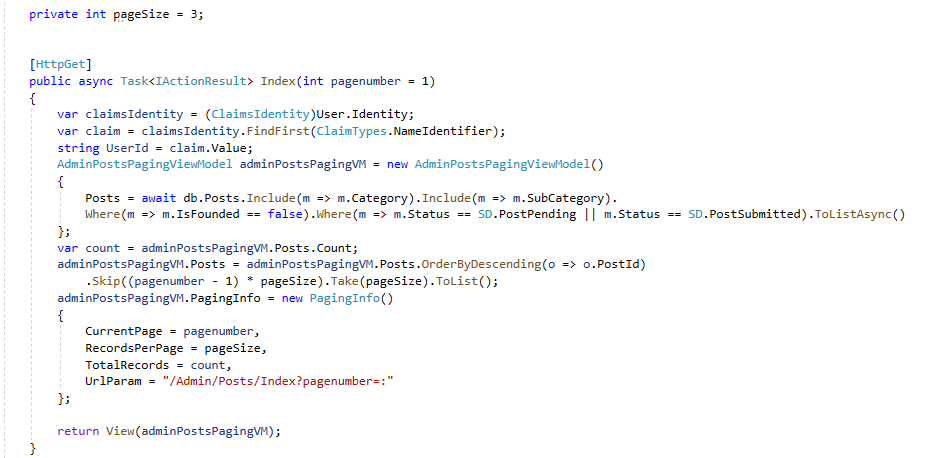 private int pageSize = 3;
[HttpGet]
public async Task<IActionResult> Index(int pagenumber = 1)
{
var claimsIdentity = (ClaimsIdentity)User.Identity;
var claim = claimsIdentity.FindFirst(ClaimTypes.NameIdentifier);
string UserId = claim.Value;
AdminPostsPagingViewModel adminPostsPagingVM = new AdminPostsPagingViewModel()
{
Posts = await db.Posts.Include(m => m.Category).Include(m => m.SubCategory).
Where(m => m.IsFounded == false).Where(m => m.Status == SD.PostPending || m.Status == SD.PostSubmitted).ToListAsync()
};
var count = adminPostsPagingVM.Posts.Count;
adminPostsPagingVM.Posts = adminPostsPagingVM.Posts.OrderByDescending(o => o.PostId)
.Skip((pagenumber - 1) * pageSize).Take(pageSize).ToList();
adminPostsPagingVM.PagingInfo = new PagingInfo()
{
CurrentPage = pagenumber,
RecordsPerPage = pageSize,
TotalRecords = count,
UrlParam = "/Admin/Posts/Index?pagenumber=:"
};
return View(adminPostsPagingVM);
}